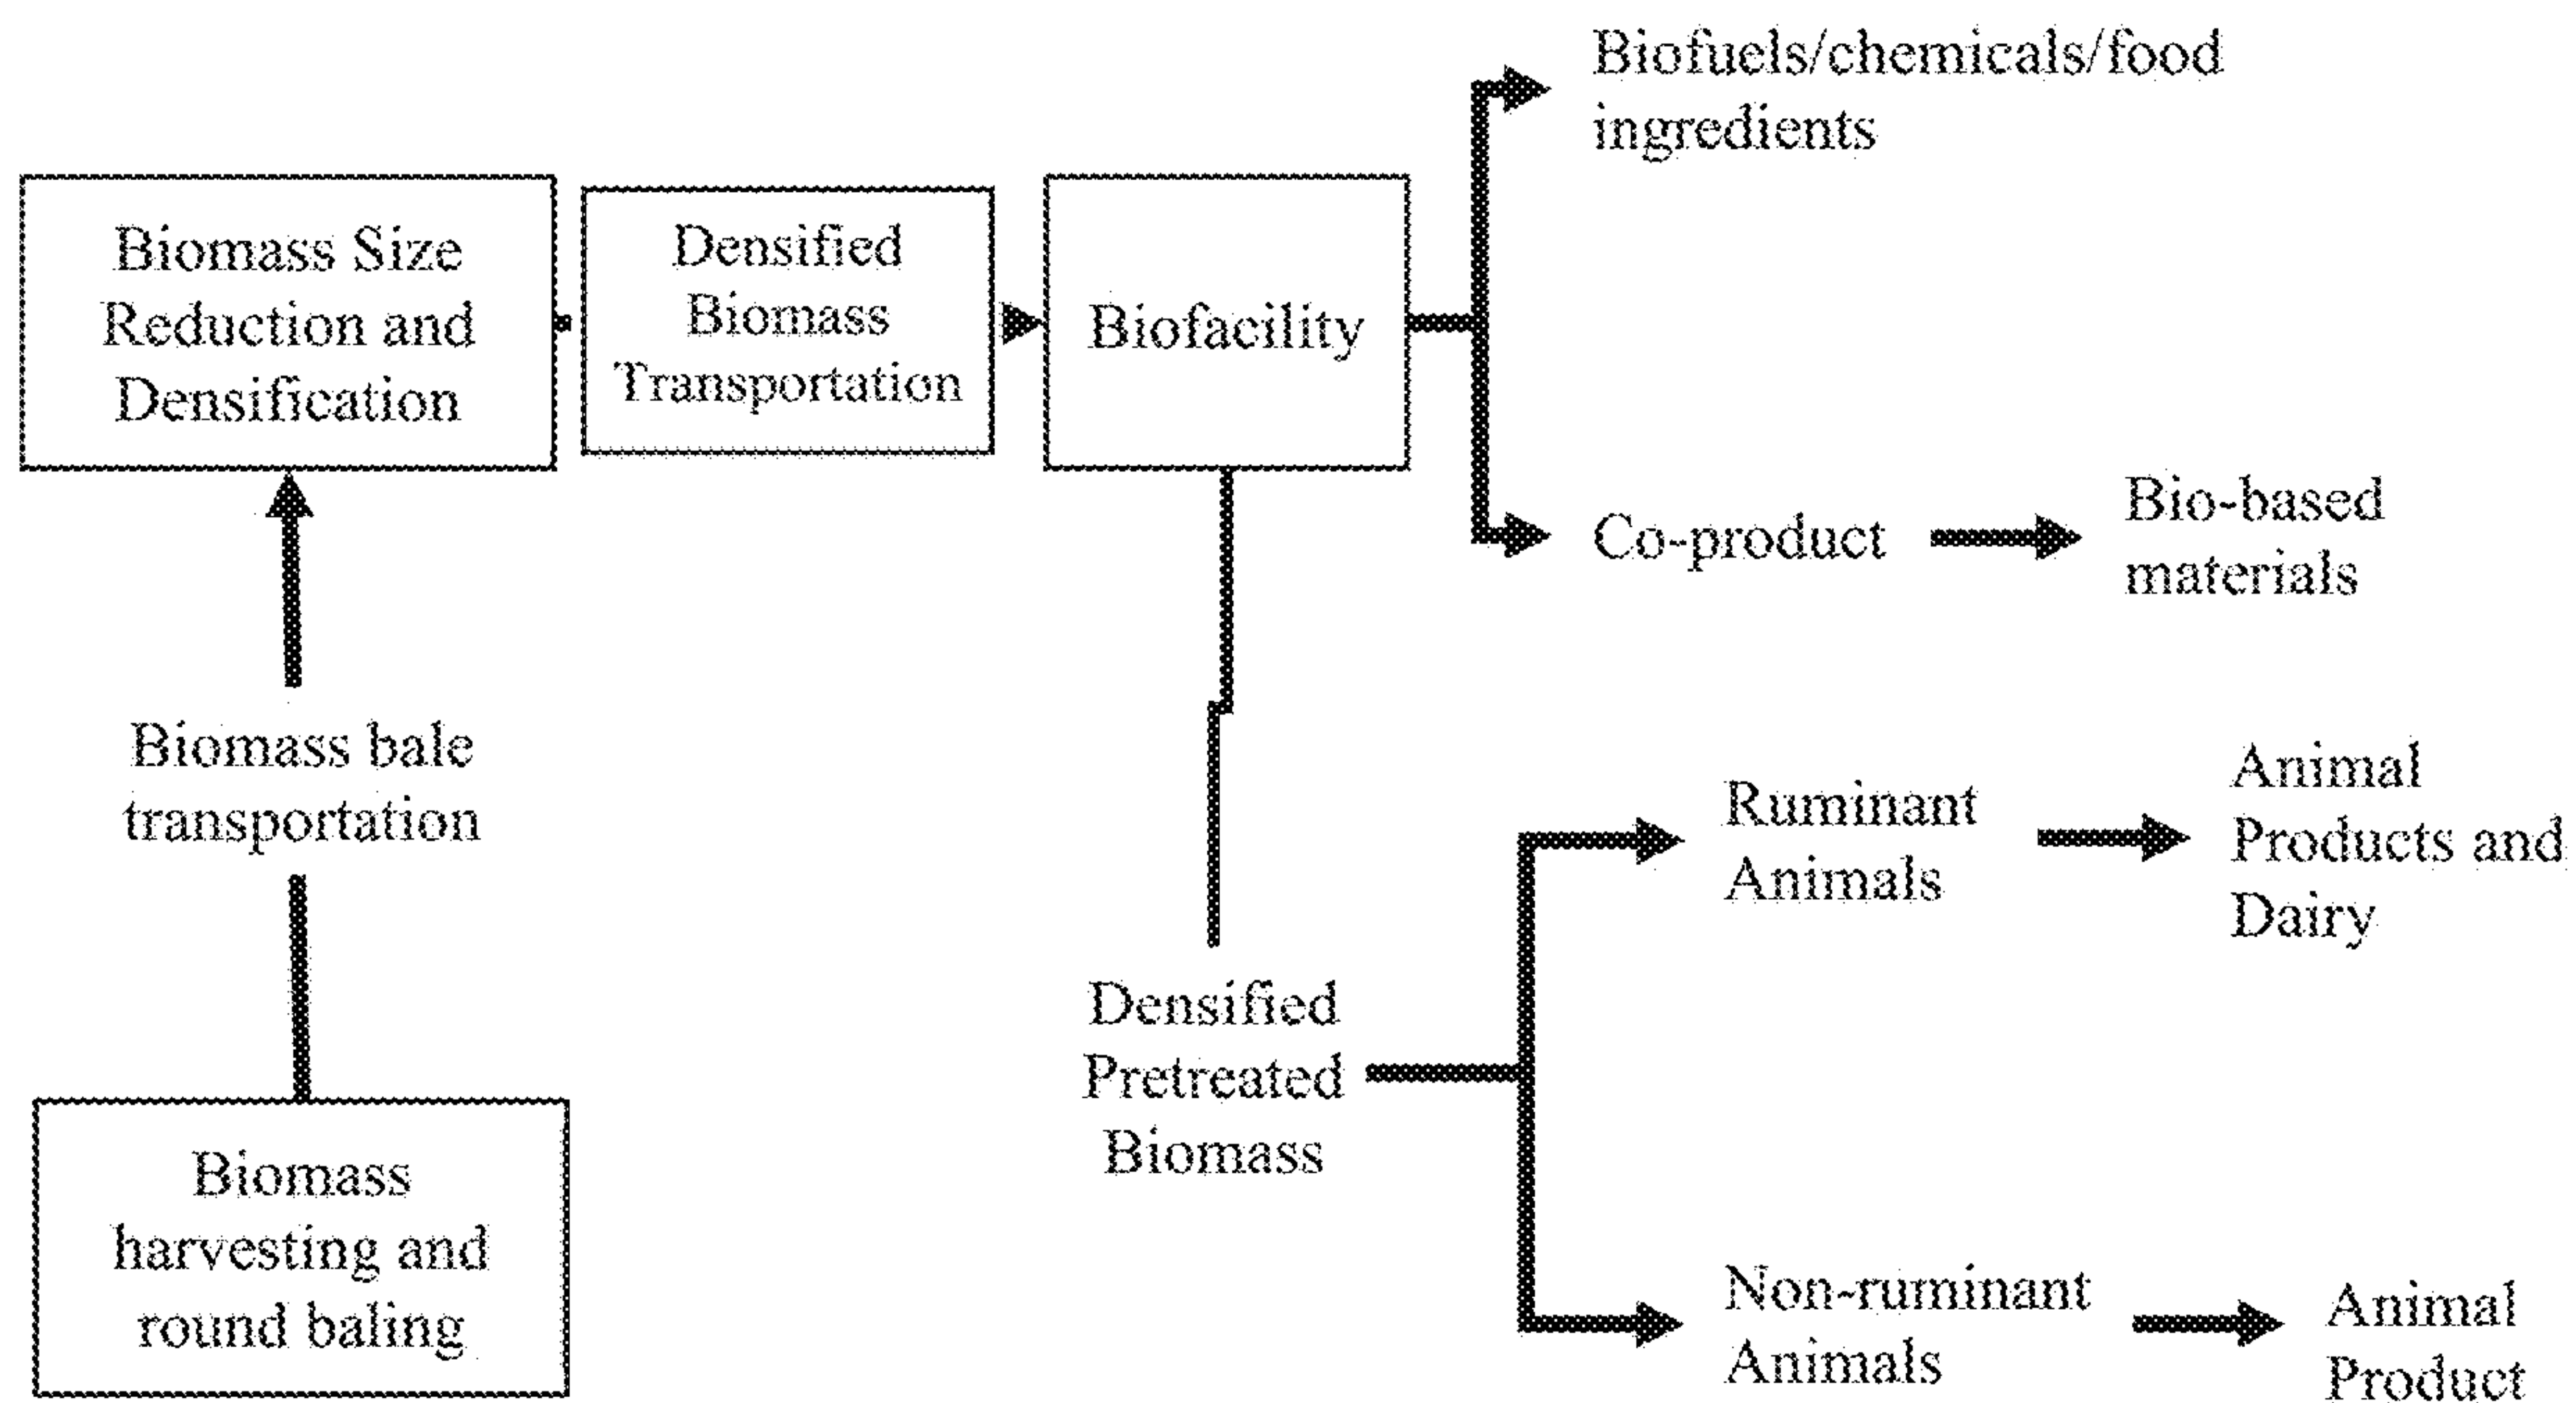 Biofuels/chemicals/food
ingredients
Biomass Size
Reduction and
Densification
Densified
Biomass
Transportation
Biofacility
Co-product
Bio-based
materials
Biomass bale
transportation
Ruminant
Animals
Animal
Products and
Dairy
Densified
Pretreated
Biomass
Biomass
harvesting and
round baling
Non-ruminant
Animals
Animal
Product